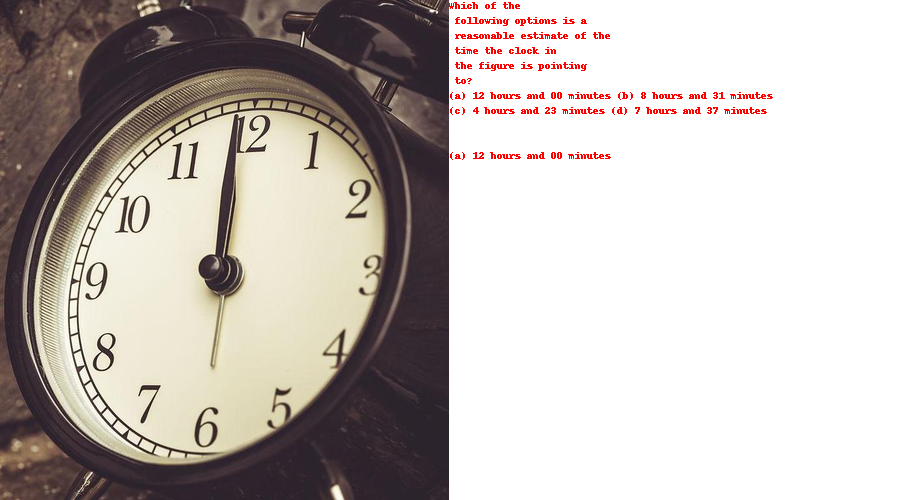 Which of the
following options is a
reasonable estimate of the
time the clock in
the figure is pointing
to?
(a) 12 hours and 00 minutes (b) 8 hours and 31 minutes
(c) 4 hours and 23 minutes (d) 7 hours and 37 minutes
(a) 12 hours and 00 minutes
12
11
1
10
2
9
3
8
4
7
5
6